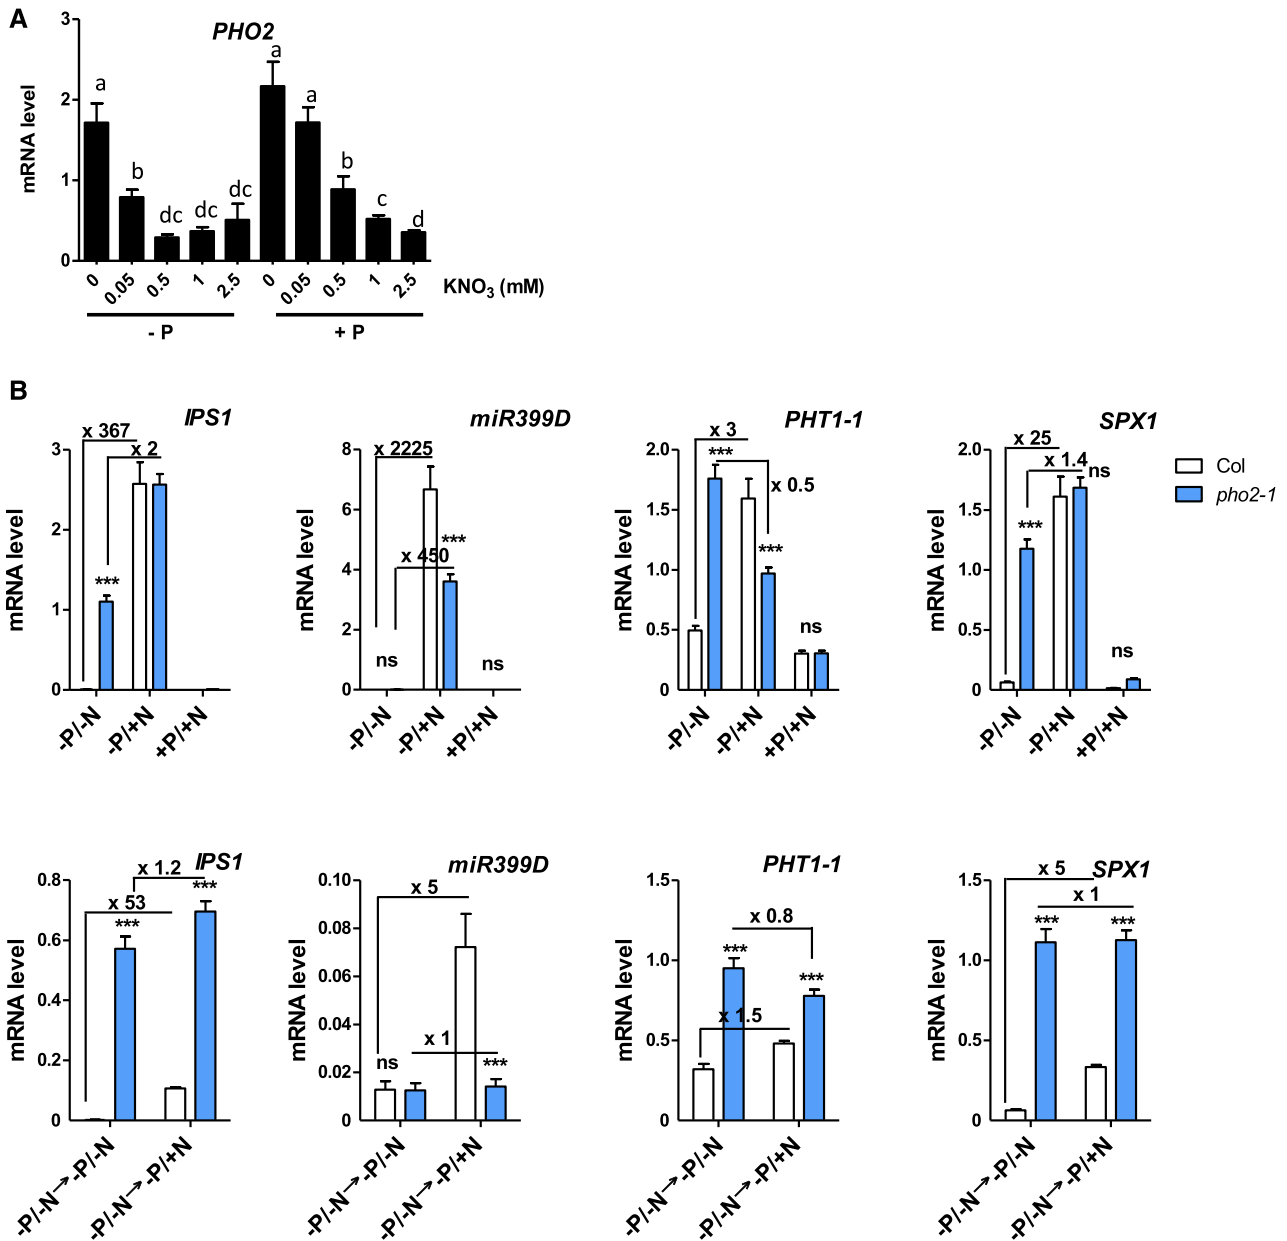 A
PHO2
mRNA level
3
2
1
0
a
b
dc
dc
dc
a
a
b
c
d
0
0.05
0.5
1
2.5
0
0.05
0.5
1
2.5
KNO3 (mM)
- P
+ P
B
IPS1
mRNA level
3
2
1
0
x 367
x 2
***
-P/-N
-P/+N
+P/+N
miR399D
mRNA level
8
6
4
2
0
x 2225
x 450
***
ns
ns
-P/-N
-P/+N
+P/+N
PHT1-1
mRNA level
2.0
1.5
1.0
0.5
0
x 3
***
x 0.5
***
ns
-P/-N
-P/+N
+P/+N
SPX1
mRNA level
2.0
1.5
1.0
0.5
0
x 25
x 1.4
ns
***
ns
-P/-N
-P/+N
+P/+N
Col
pho2-1
IPS1
mRNA level
0.8
0.6
0.4
0.2
0
x 1.2
x 53
***
***
-P/-N→-P/-N
-P/-N→-P/+N
miR399D
mRNA level
0.10
0.08
0.06
0.04
0.02
0
x 5
x 1
ns
***
-P/-N→-P/-N
-P/-N→-P/+N
PHT1-1
mRNA level
1.5
1.0
0.5
0
x 0.8
***
***
x 1.5
-P/-N→-P/-N
-P/-N→-P/+N
SPX1
mRNA level
1.5
1.0
0.5
0
x 5
x 1
***
***
-P/-N→-P/-N
-P/-N→-P/+N